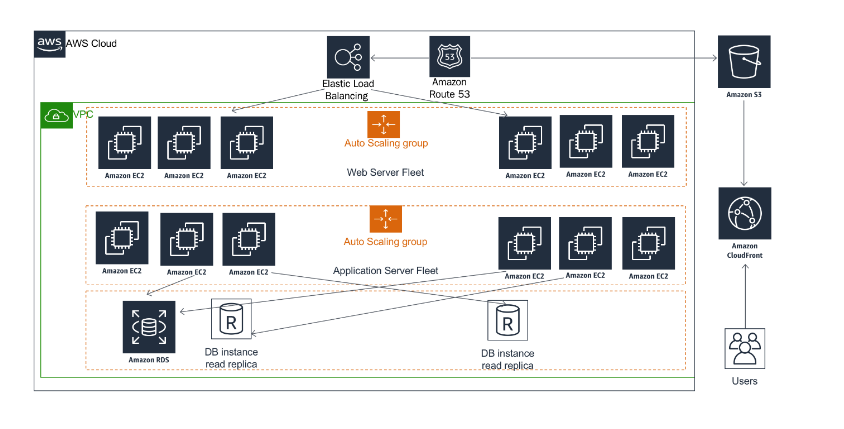 aws
AWS Cloud
53
Elastic Load
Balancing
Amazon
Route 53
Amazon S3
VPC
Auto Scaling group
Amazon EC2
Amazon EC2
Amazon EC2
Web Server Fleet
Amazon EC2
Amazon EC2
Amazon EC2
Auto Scaling group
Amazon EC2
Amazon EC2
Amazon EC2
Application Server Fleet
Amazon EC2
Amazon EC2
Amazon EC2
Amazon
CloudFront
R
R
Amazon RDS
DB instance
read replica
DB instance
read replica
Users